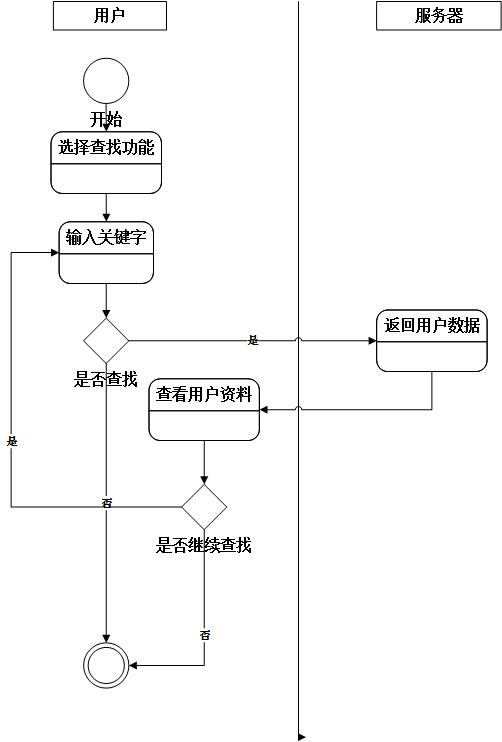 用户
服务器
开始
选择查找功能
输入关键字
是
返回用户数据
是否查找
查看用户资料
是
否
是否继续查找
否